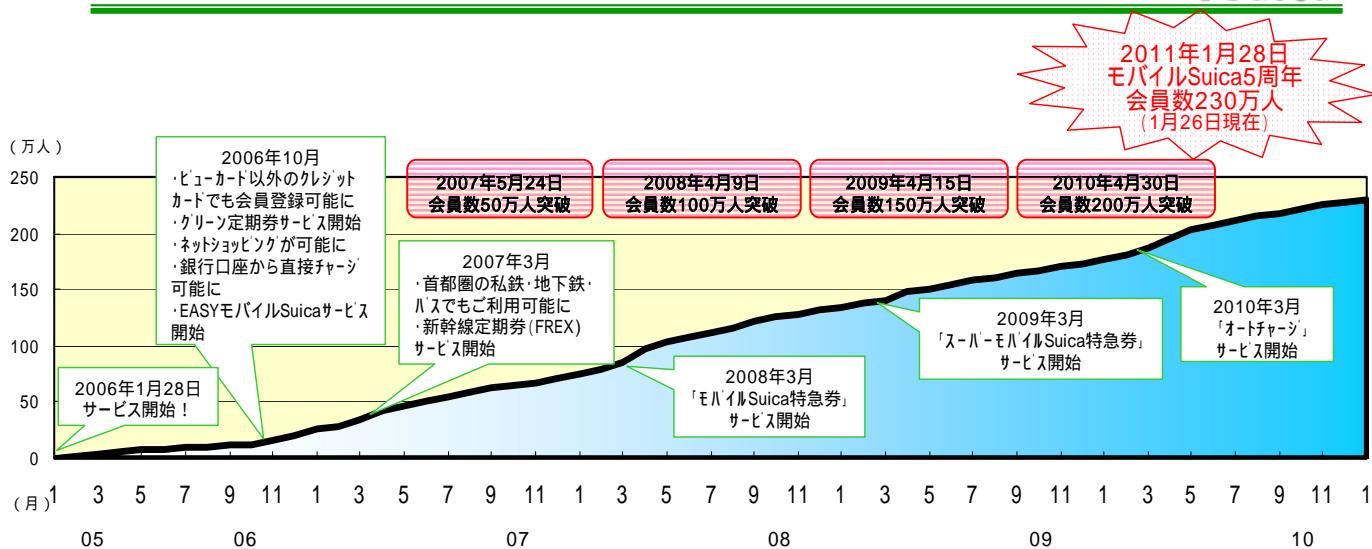 2011年1月28日
モバイルSuica5周年
会員数230万人
(1月26日現在)
（万人）
250
200
150
100
50
0
2006年10月
・ﾋﾞｭｰｶｰﾄﾞ以外のｸﾚｼﾞｯﾄ
ｶｰﾄﾞでも会員登録可能に
・ｸﾞﾘｰﾝ定期券ｻｰﾋﾞｽ開始
・ﾈｯﾄｼｮｯﾋﾟﾝｸﾞが可能に
・銀行口座から直接ﾁｬｰｼﾞ
可能に
・EASYﾓﾊﾞｲﾙSuicaｻｰﾋﾞｽ
開始
2007年5月24日
会員数50万人突破
2008年4月9日
会員数100万人突破
2009年4月15日
会員数150万人突破
2010年4月30日
会員数200万人突破
2007年3月
・首都圏の私鉄・地下鉄・
ﾊﾞｽでもご利用可能に
・新幹線定期券(FREX)
ｻｰﾋﾞｽ開始
2006年1月28日
ｻｰﾋﾞｽ開始！
2008年3月
「ﾓﾊﾞｲﾙSuica特急券」
ｻｰﾋﾞｽ開始
2009年3月
「ｽｰﾊﾟｰﾓﾊﾞｲﾙSuica特急券」
ｻｰﾋﾞｽ開始
2010年3月
「ｵｰﾄﾁｬｰｼﾞ」
ｻｰﾋﾞｽ開始
（月） 1 3 5 7 9 11 1 3 5 7 9 11 1 3 5 7 9 11 1 3 5 7 9 11 1 3 5 7 9 11 1
05 06 07 08 09 10